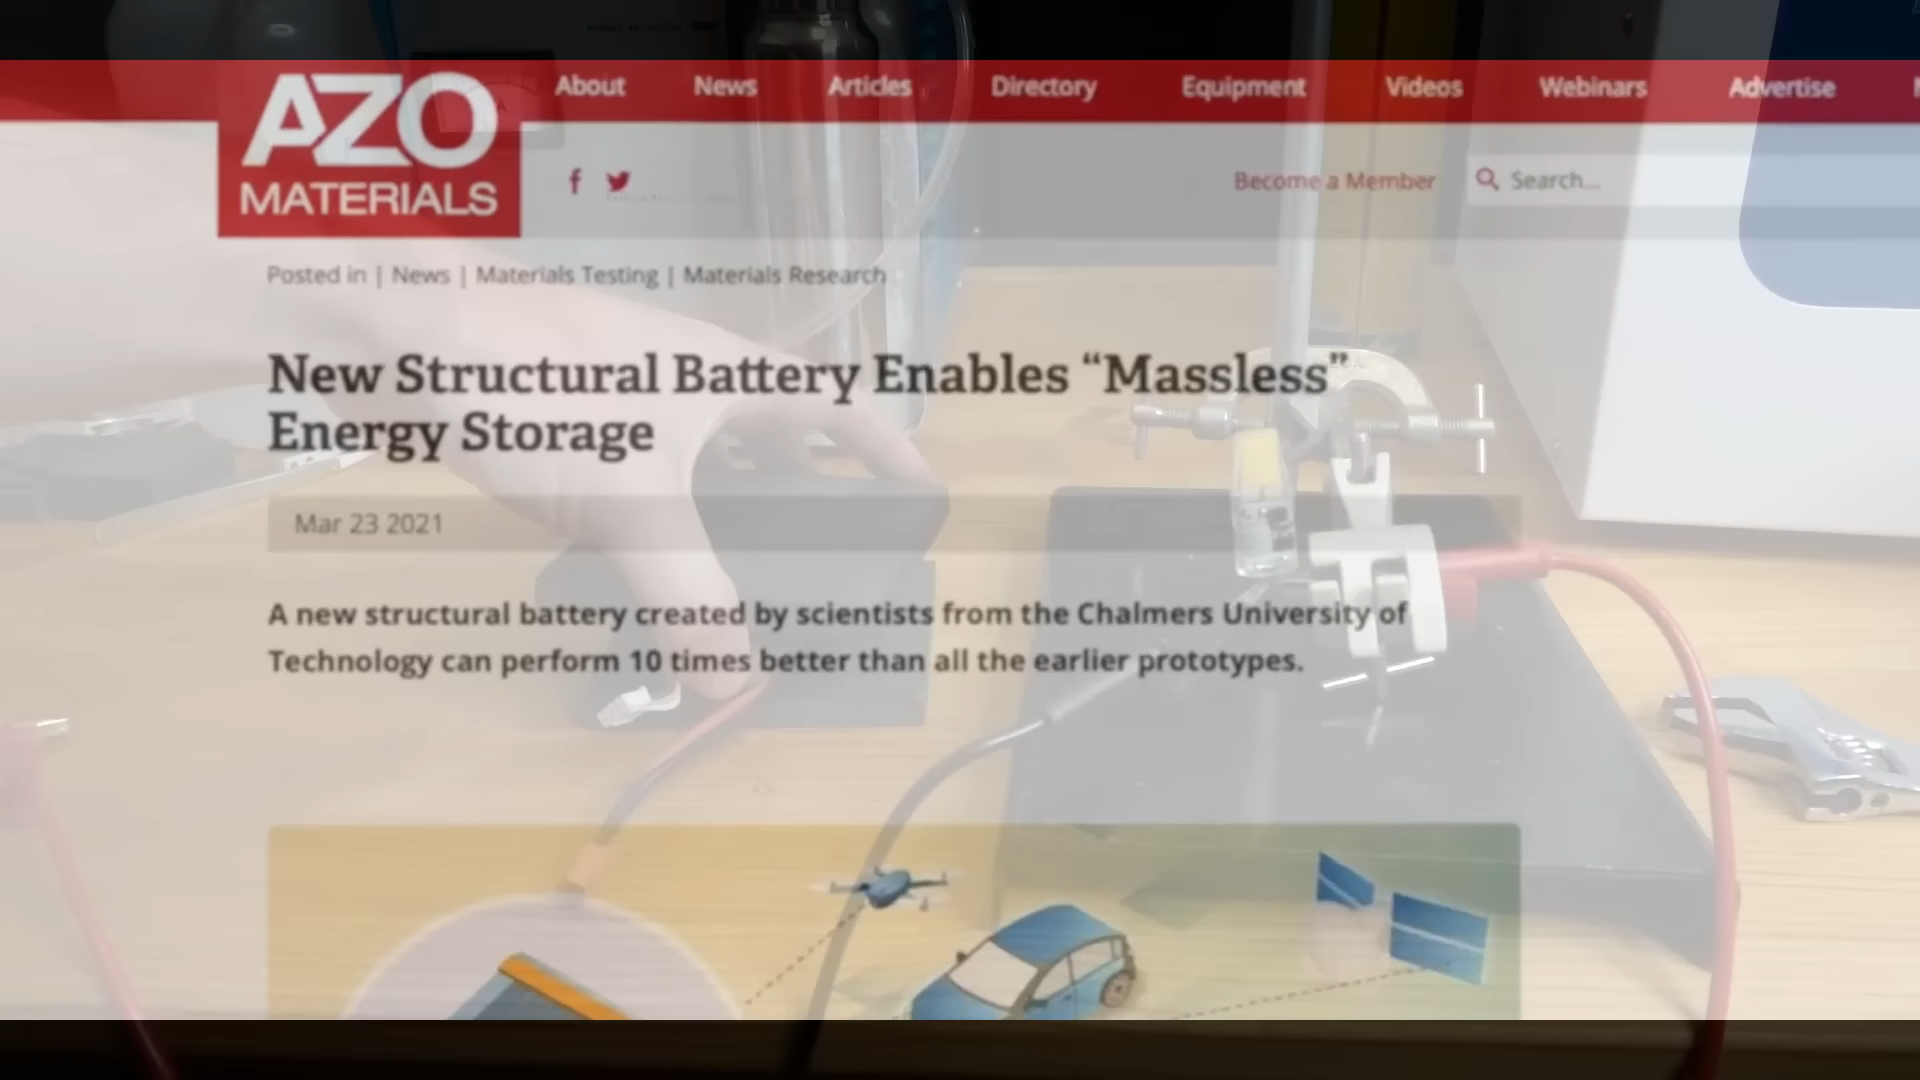 About News Articles Directory Equipment Videos Webinars Advertise
AZO
MATERIALS
Become a Member Search...
Posted in | News | Materials Testing | Materials Research
New Structural Battery Enables “Massless”
Energy Storage
Mar 23 2021
A new structural battery created by scientists from the Chalmers University of
Technology can perform 10 times better than all the earlier prototypes.